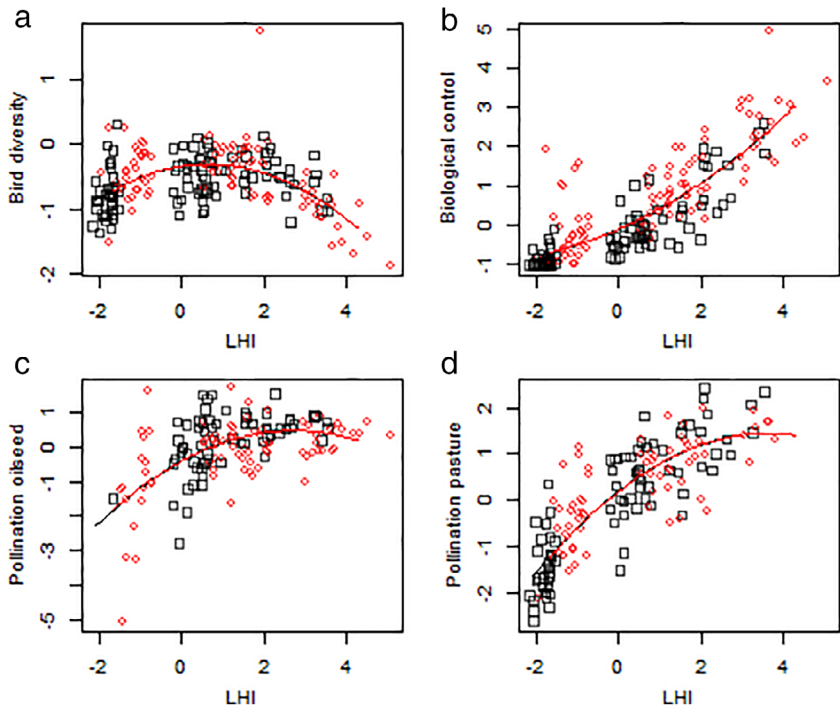 a
Bird diversity
1
0
-1
-2
-2 0 2 4
LHI
b
Biological control
5
4
3
2
1
0
-1
-2 0 2 4
LHI
c
Pollination oilseed
1
0
-1
-3
-5
-2 0 2 4
LHI
d
Pollination pasture
2
1
0
-1
-2
-2 0 2 4
LHI